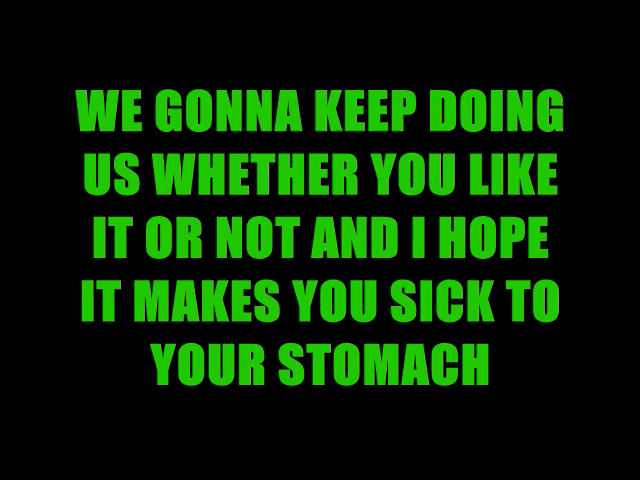 WE GONNA KEEP DOING
US WHETHER YOU LIKE
IT OR NOT AND I HOPE
IT MAKES YOU SICK TO
YOUR STOMACH